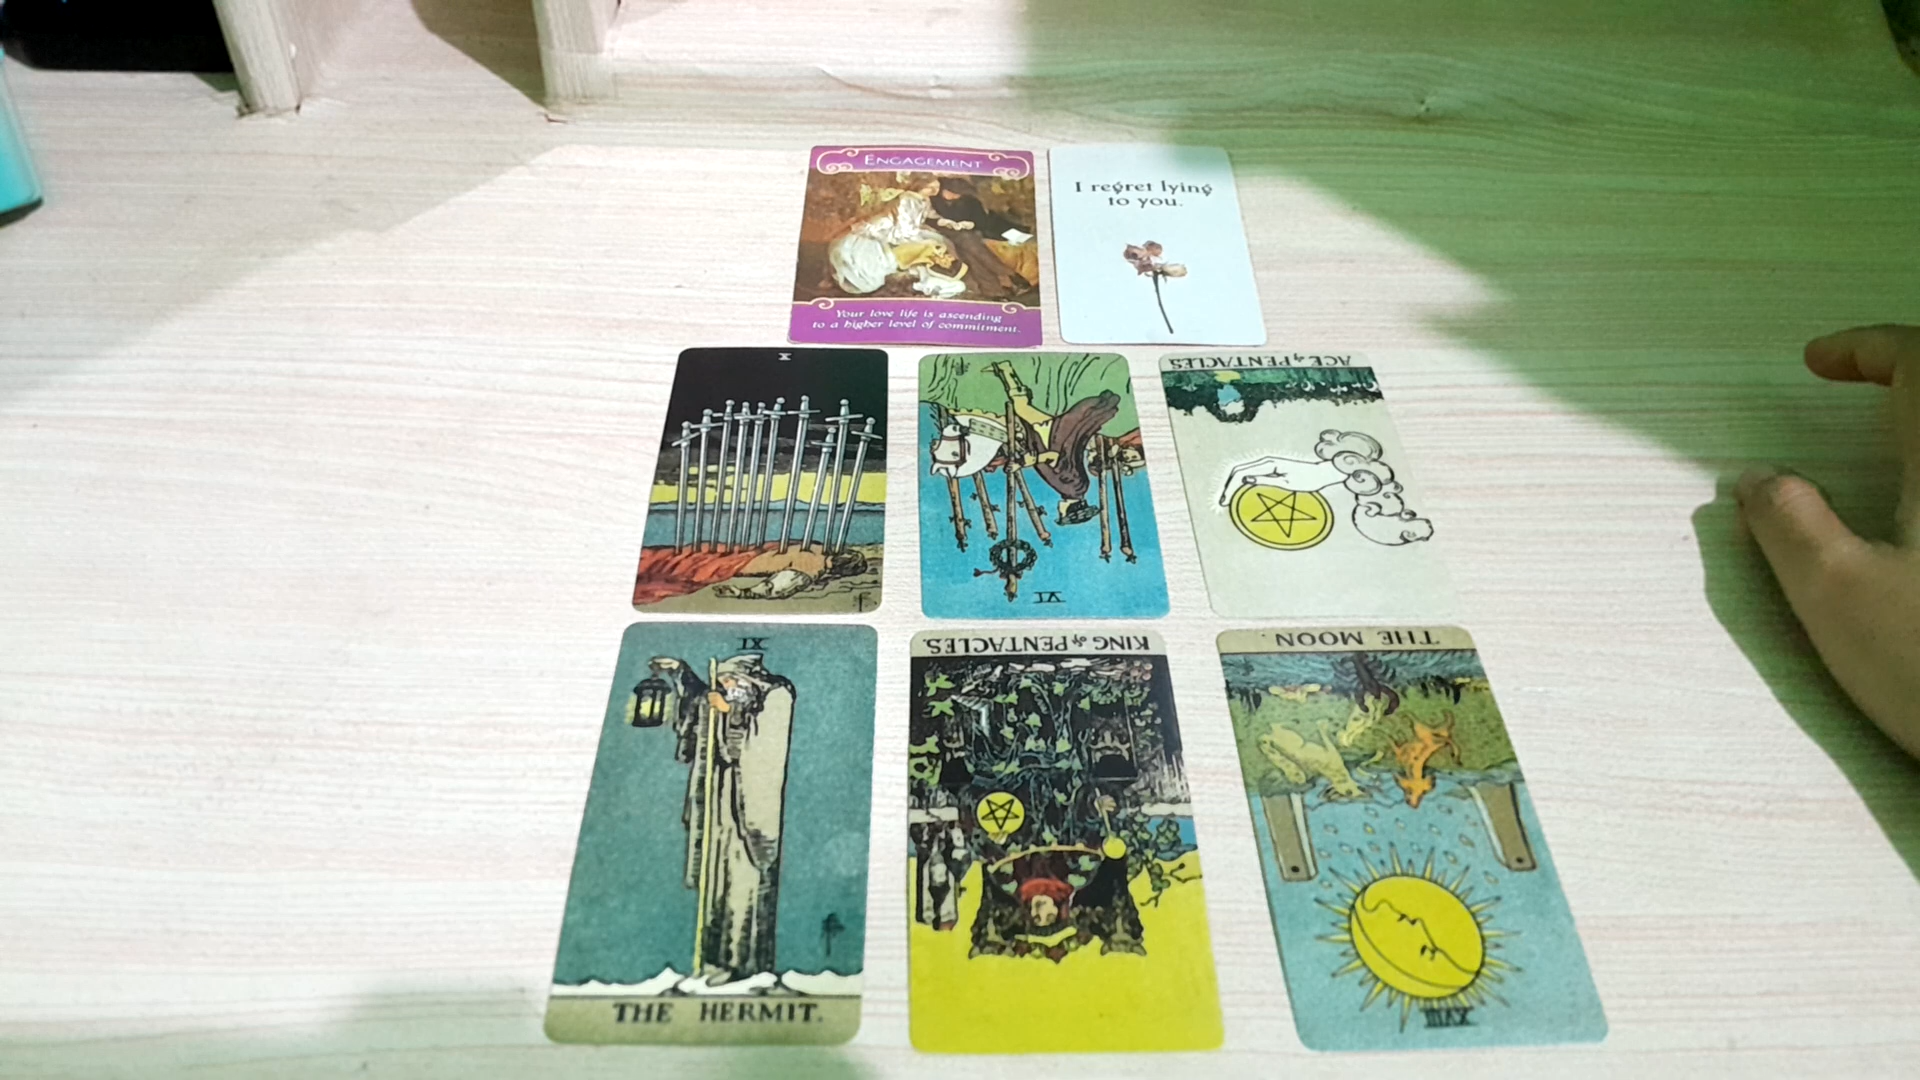 ENGAGEMENT
Your love life is ascending
to a higher level of commitment.
I regret lying
to you.
X
VI
ACE of PENTACLES
IX
THE HERMIT.
KING of PENTACLES.
THE MOON.
XVIII